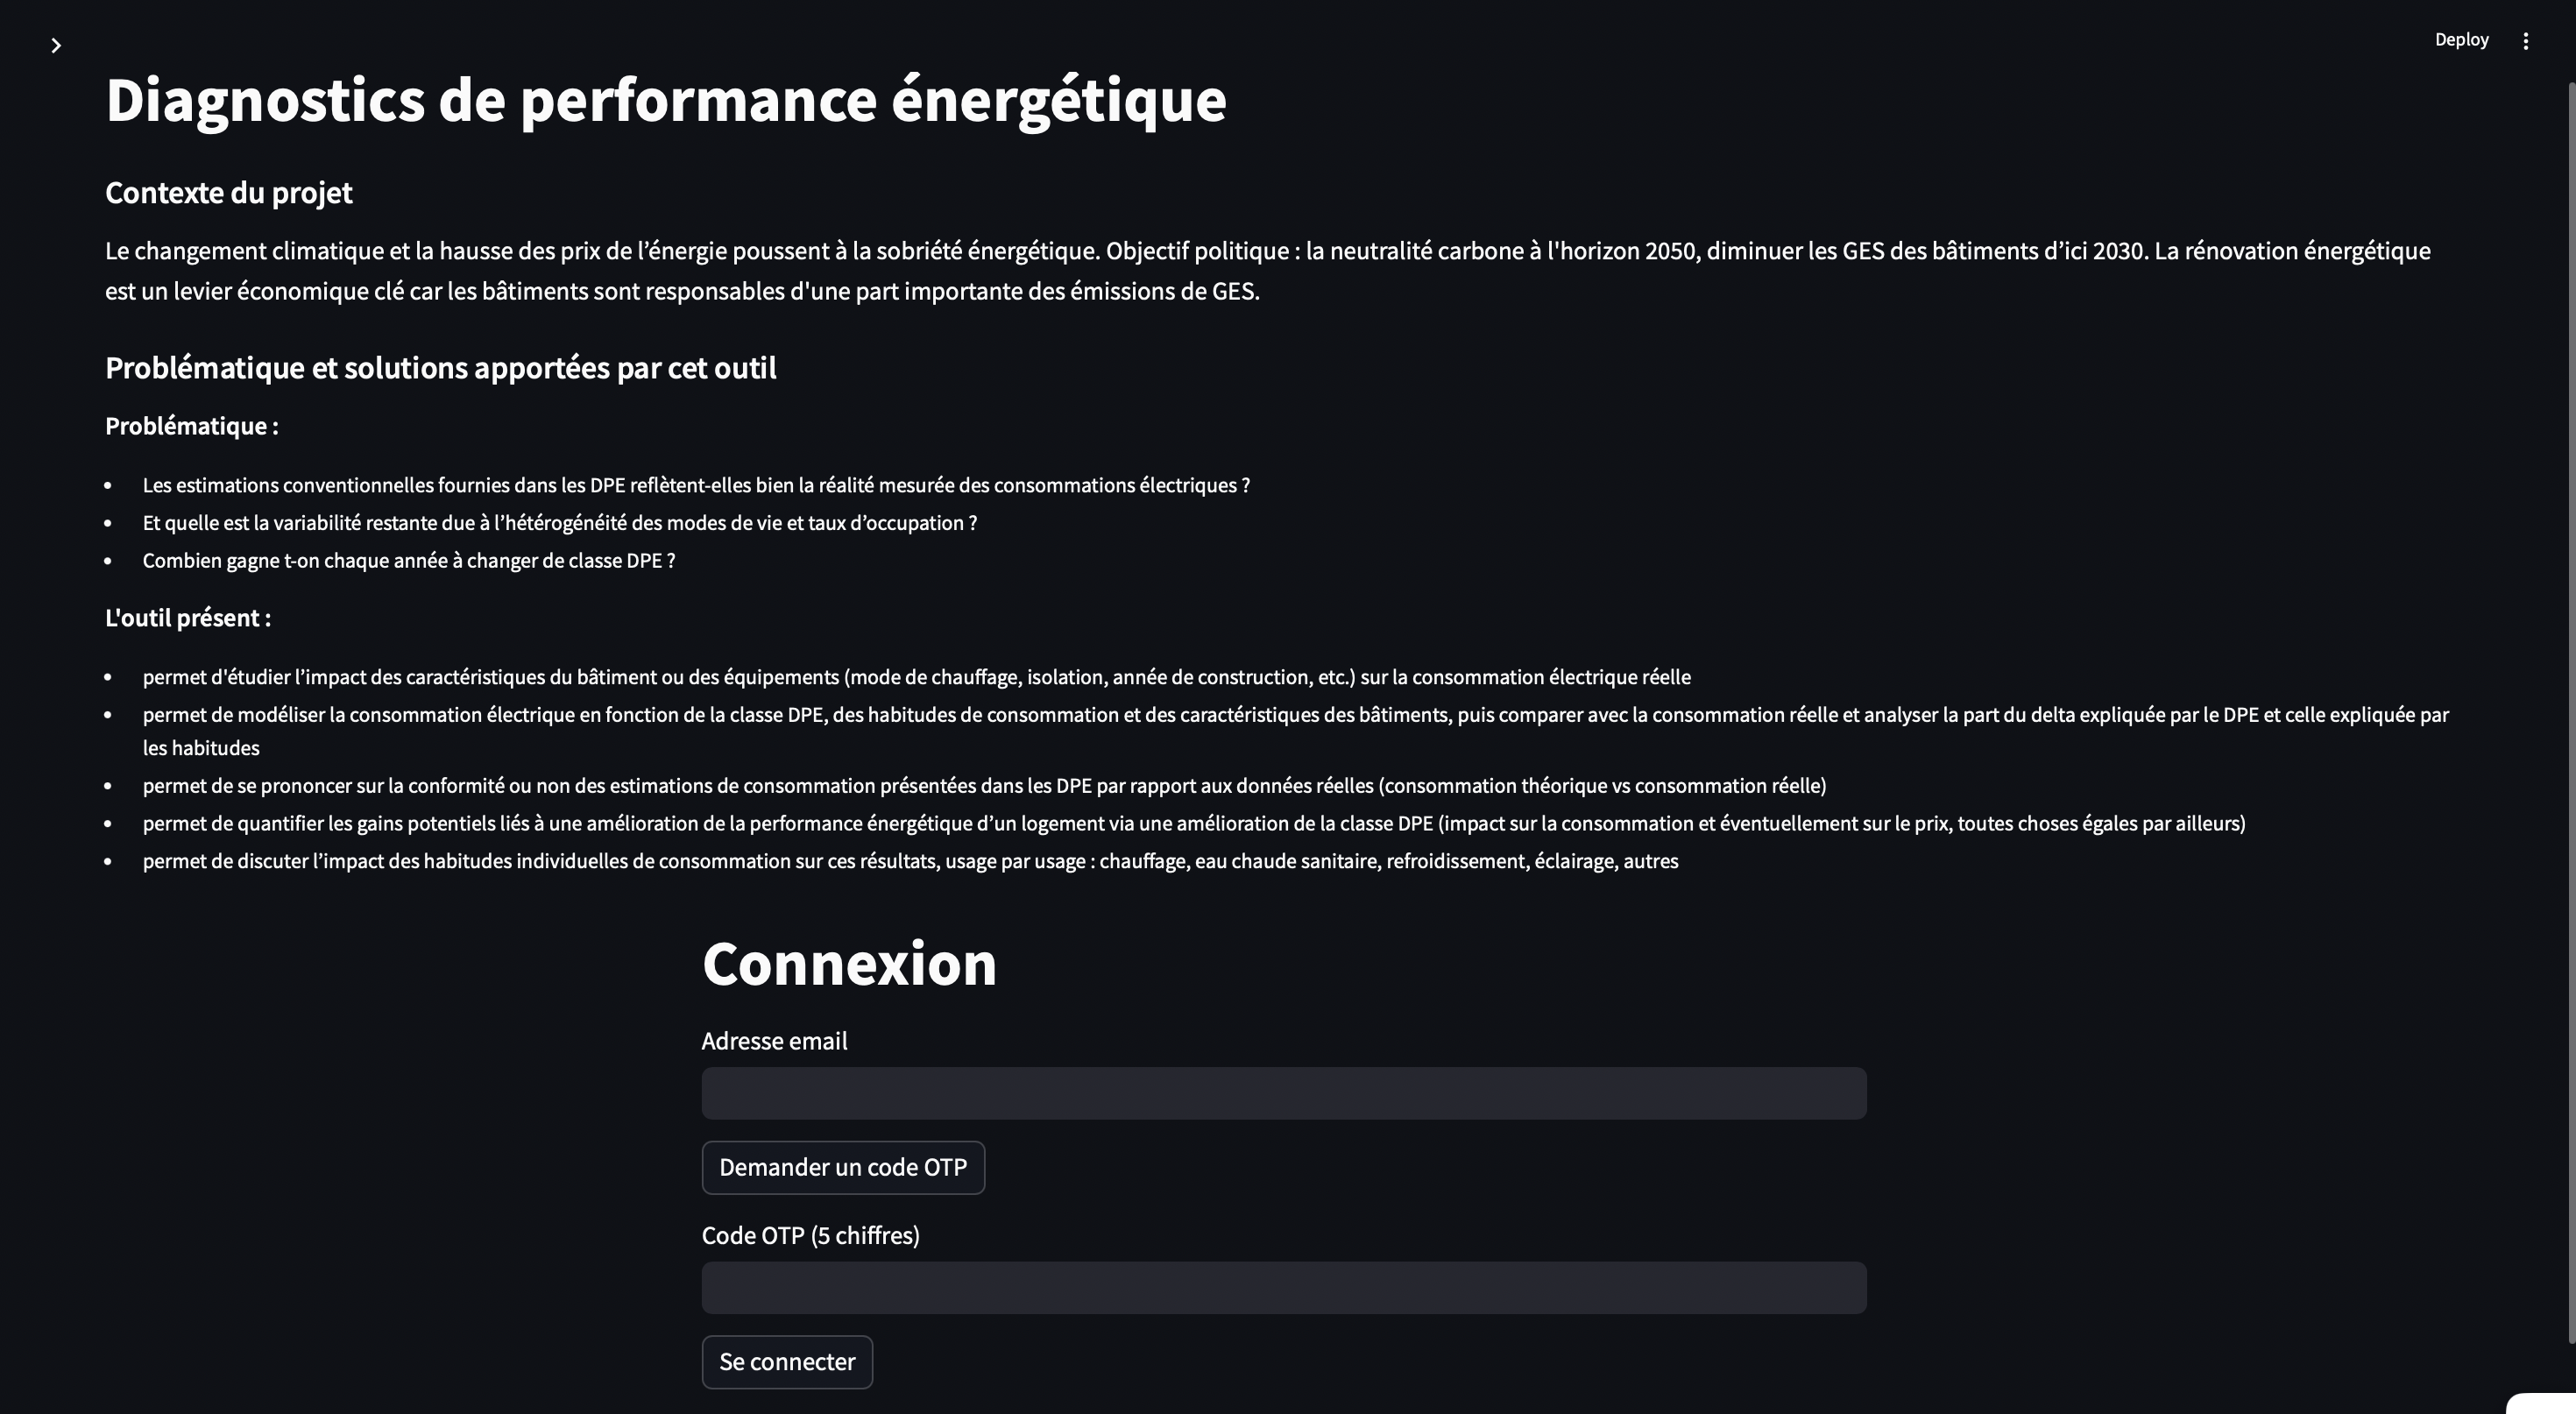 Deploy
Diagnostics de performance énergétique
Contexte du projet
Le changement climatique et la hausse des prix de l’énergie poussent à la sobriété énergétique. Objectif politique : la neutralité carbone à l'horizon 2050, diminuer les GES des bâtiments d’ici 2030. La rénovation énergétique
est un levier économique clé car les bâtiments sont responsables d'une part importante des émissions de GES.
Problématique et solutions apportées par cet outil
Problématique :
• Les estimations conventionnelles fournies dans les DPE reflètent-elles bien la réalité mesurée des consommations électriques ?
• Et quelle est la variabilité restante due à l’hétérogénéité des modes de vie et taux d’occupation ?
• Combien gagne t-on chaque année à changer de classe DPE ?
L'outil présent :
• permet d'étudier l’impact des caractéristiques du bâtiment ou des équipements (mode de chauffage, isolation, année de construction, etc.) sur la consommation électrique réelle
• permet de modéliser la consommation électrique en fonction de la classe DPE, des habitudes de consommation et des caractéristiques des bâtiments, puis comparer avec la consommation réelle et analyser la part du delta expliquée par le DPE et celle expliquée par
les habitudes
• permet de se prononcer sur la conformité ou non des estimations de consommation présentées dans les DPE par rapport aux données réelles (consommation théorique vs consommation réelle)
• permet de quantifier les gains potentiels liés à une amélioration de la performance énergétique d’un logement via une amélioration de la classe DPE (impact sur la consommation et éventuellement sur le prix, toutes choses égales par ailleurs)
• permet de discuter l’impact des habitudes individuelles de consommation sur ces résultats, usage par usage : chauffage, eau chaude sanitaire, refroidissement, éclairage, autres
Connexion
Adresse email
Demander un code OTP
Code OTP (5 chiffres)
Se connecter